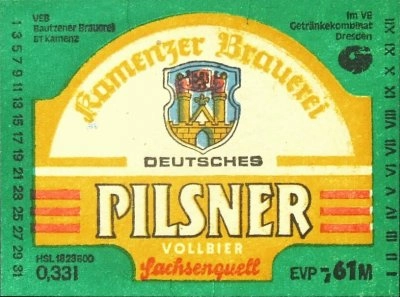 VEB
Bautzener Brauerei
BT Kamenz
Im VE
Getränkekombinat
Dresden
Kamenzer Brauerei
DEUTSCHES
PILSNER
VOLLBIER
Sachsenquell
HSL 1823600
0,33l
EVP -,61M
1 3 5 7 9 11 13 15 17 19 21 23 25 27 29 31
I II III IV V VI VII VIII IX X XI XII